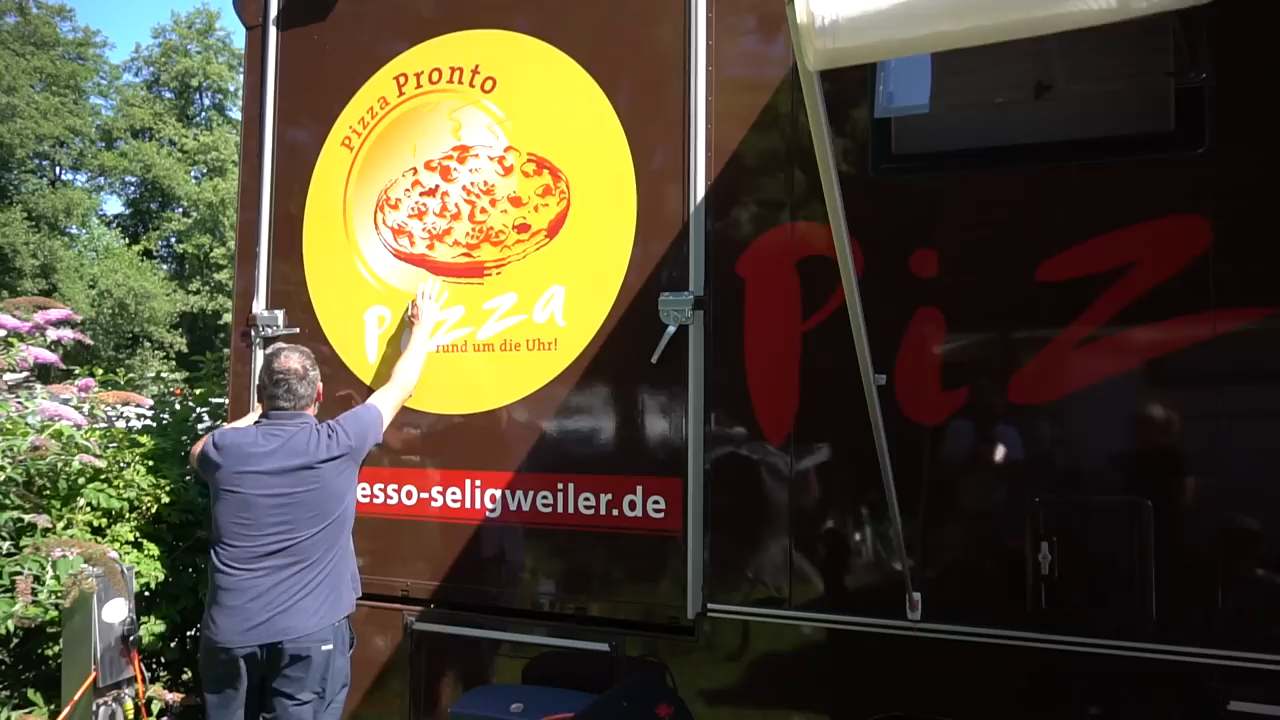 Pizza Pronto
pizza
rund um die Uhr!
esso-seligweiler.de
Piz